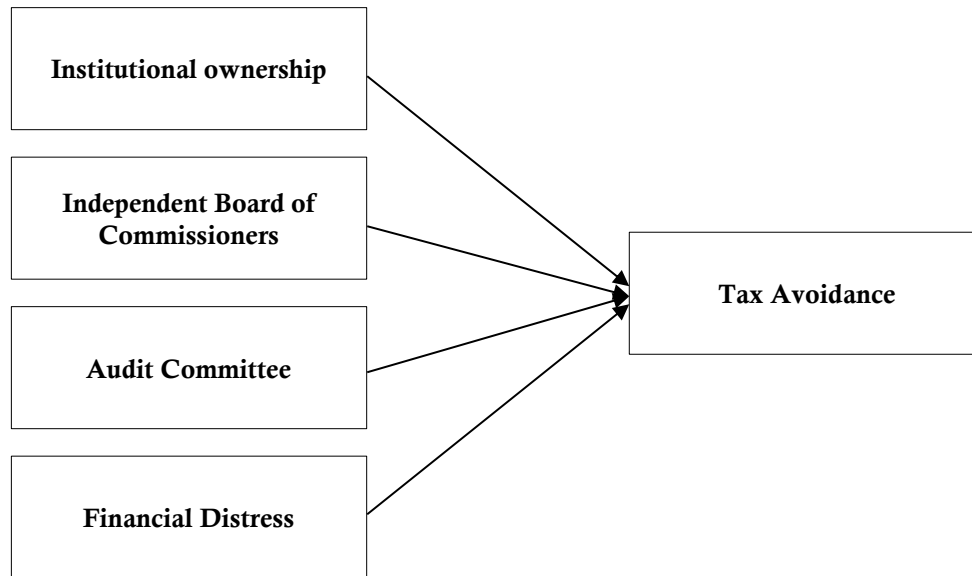 Institutional ownership
Independent Board of
Commissioners
Tax Avoidance
Audit Committee
Financial Distress